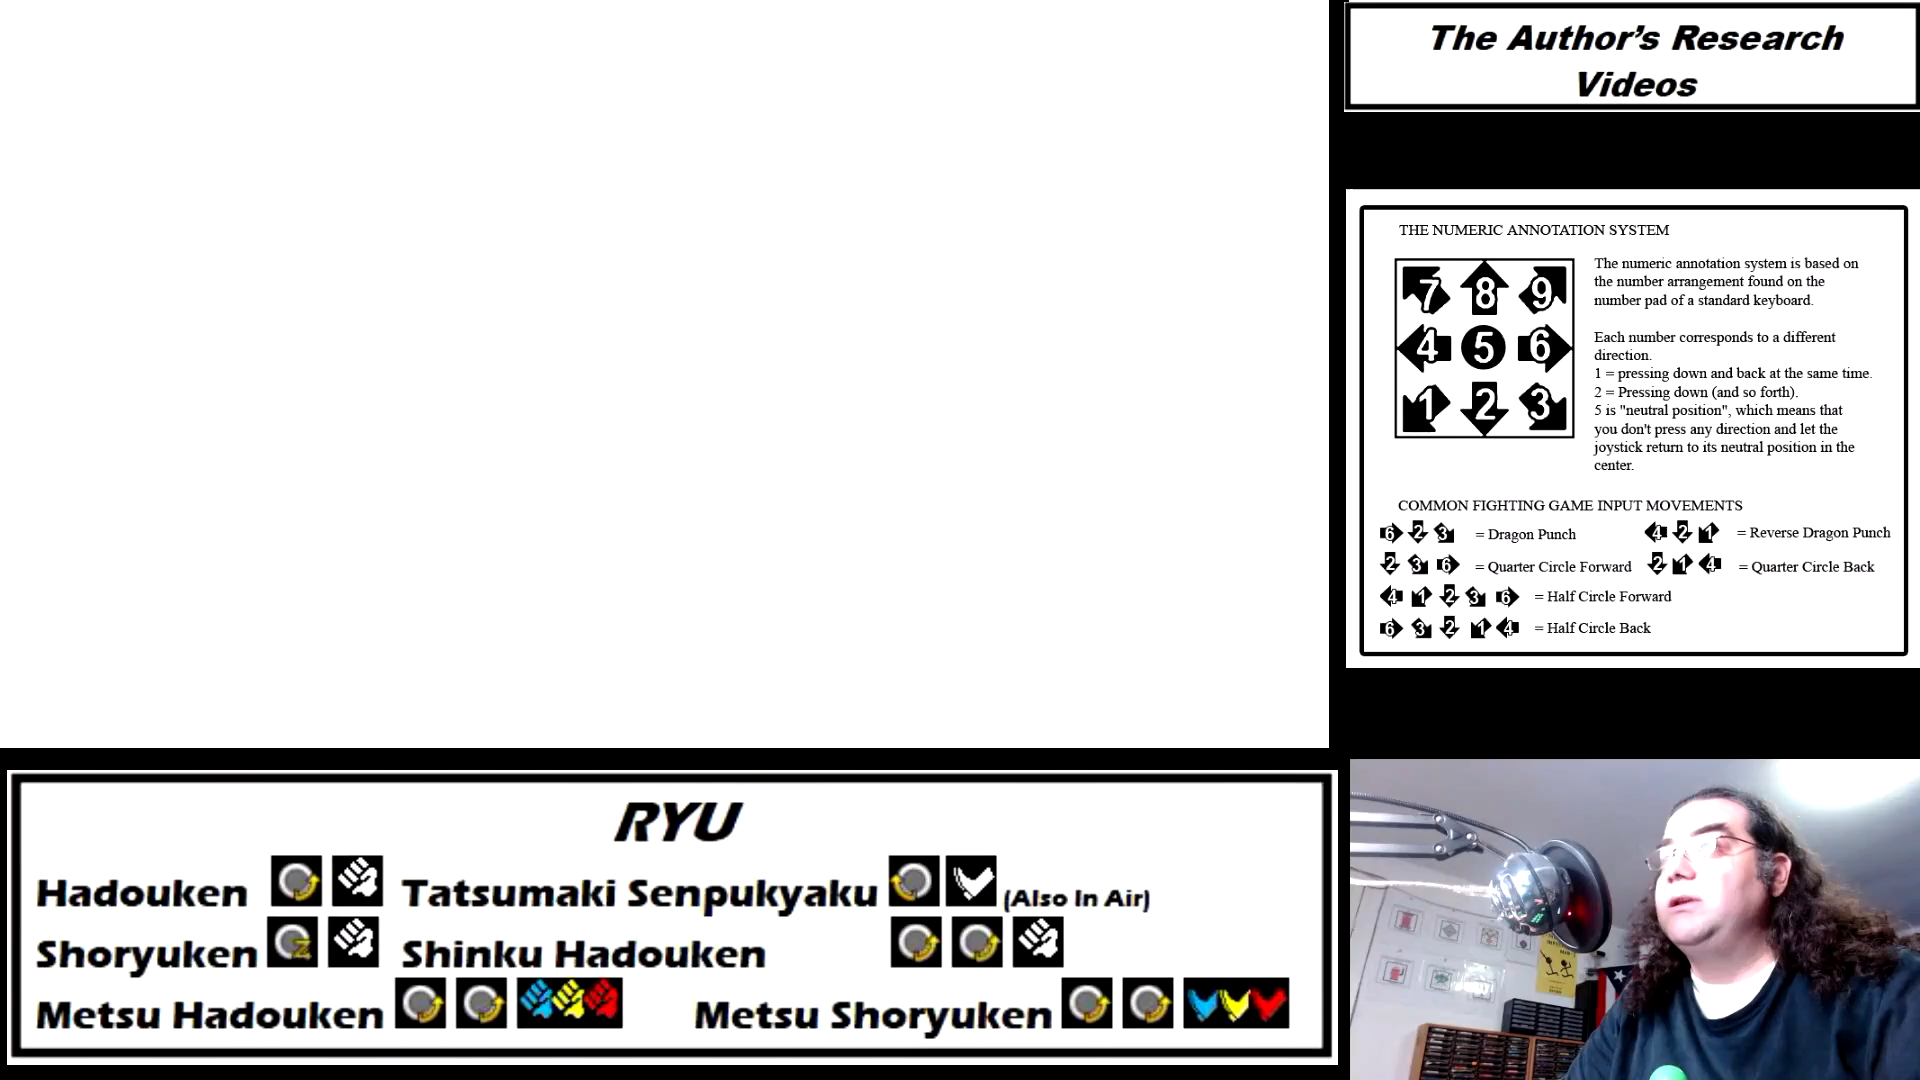 The Author's Research
Videos
THE NUMERIC ANNOTATION SYSTEM
7 8 9
4 5 6
1 2 3
The numeric annotation system is based on
the number arrangement found on the
number pad of a standard keyboard.
Each number corresponds to a different
direction.
1 = pressing down and back at the same time.
2 = Pressing down (and so forth).
5 is "neutral position", which means that
you don't press any direction and let the
joystick return to its neutral position in the
center.
COMMON FIGHTING GAME INPUT MOVEMENTS
6 2 3 = Dragon Punch 4 2 1 = Reverse Dragon Punch
2 3 6 = Quarter Circle Forward 2 1 4 = Quarter Circle Back
4 1 2 3 6 = Half Circle Forward
6 3 2 1 4 = Half Circle Back
RYU
Hadouken Tatsumaki Senpukyaku (Also In Air)
Shoryuken Shinku Hadouken
Metsu Hadouken Metsu Shoryuken